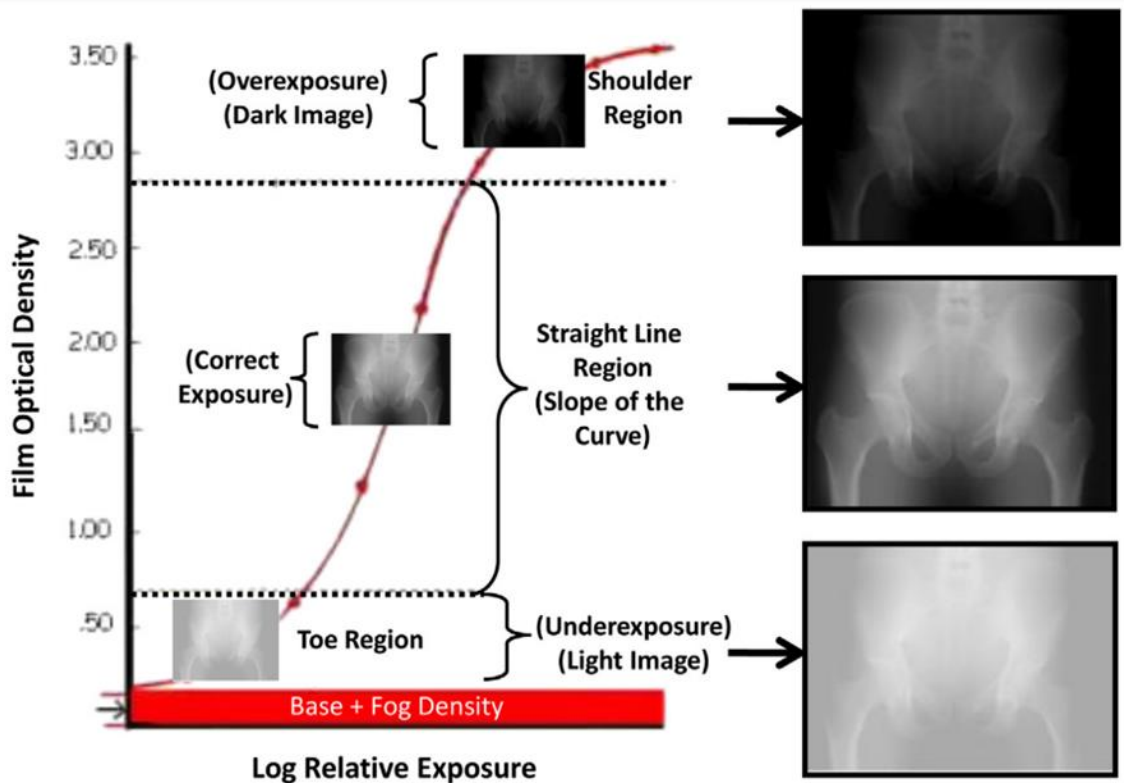 3.50
3.00
2.50
2.00
1.50
1.00
.50
Film Optical Density
(Overexposure)
(Dark Image)
Shoulder
Region
(Correct
Exposure)
Straight Line
Region
(Slope of the
Curve)
Toe Region
(Underexposure)
(Light Image)
Base + Fog Density
Log Relative Exposure